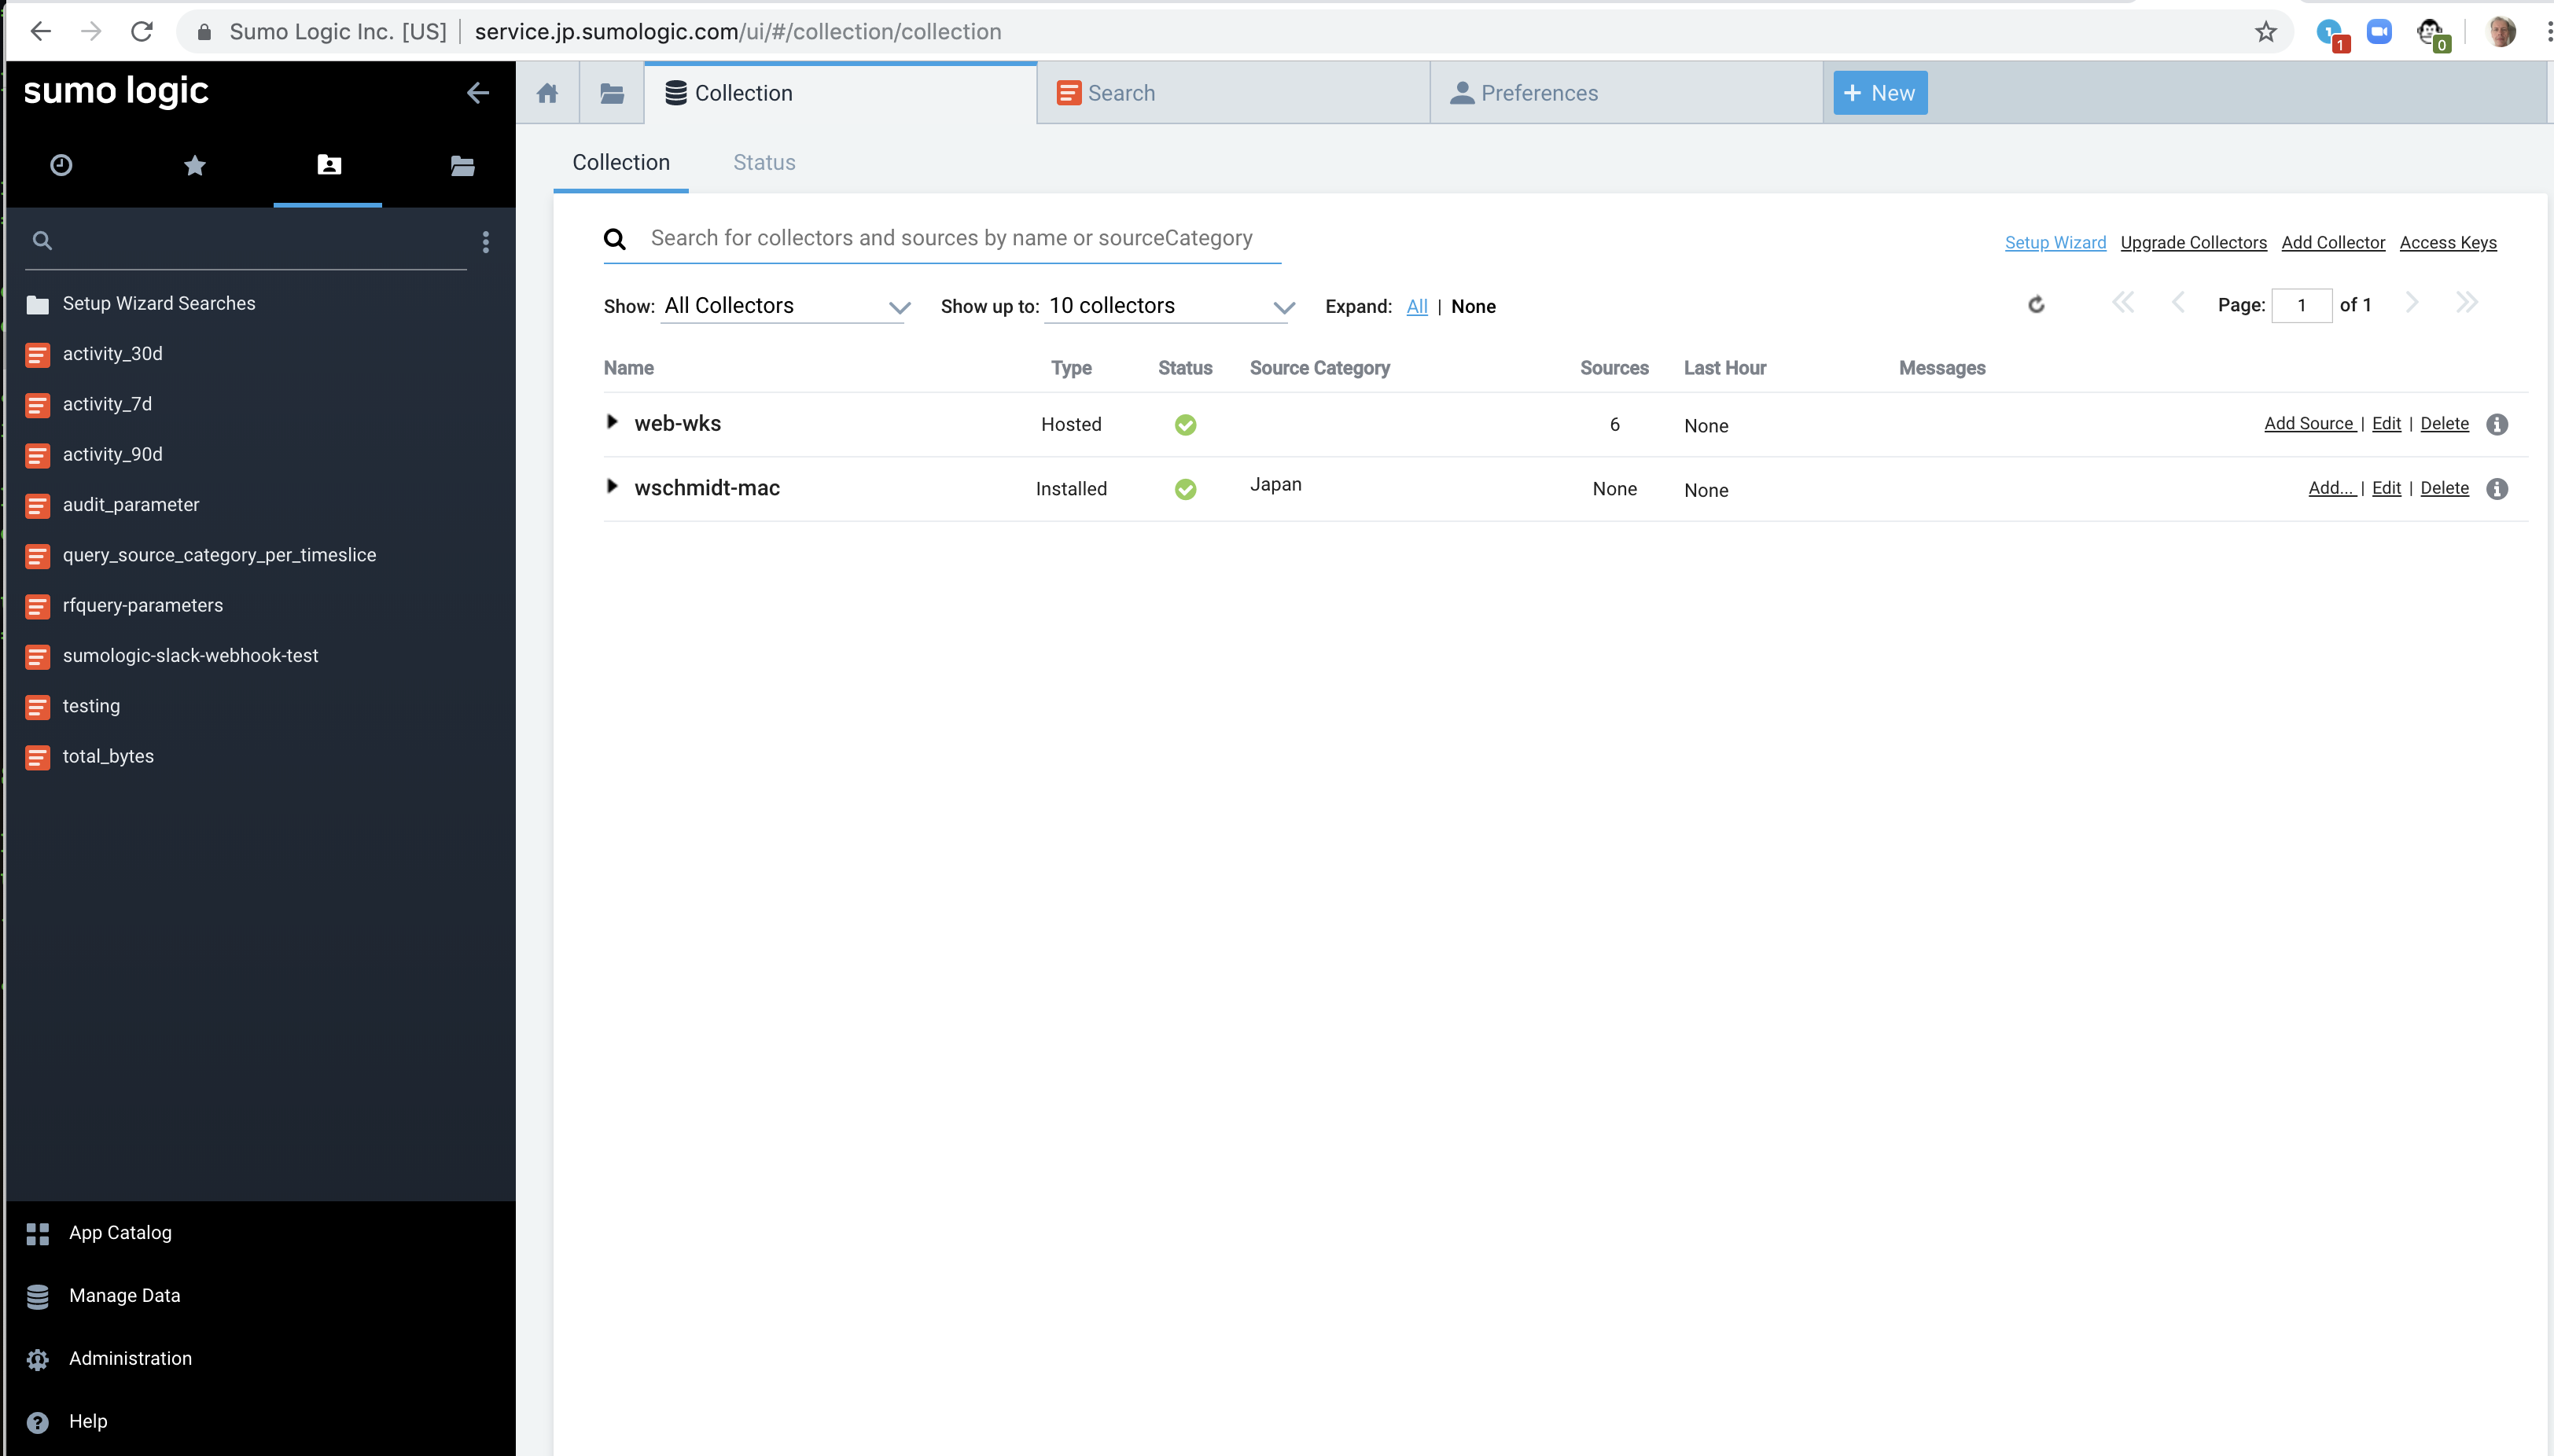 Sumo Logic Inc. [US] | service.jp.sumologic.com/ui/#/collection/collection
1
0
sumo logic
Collection
Search
Preferences
+ New
Collection
Status
Search for collectors and sources by name or sourceCategory
Setup Wizard Upgrade Collectors Add Collector Access Keys
Show: All Collectors
Show up to: 10 collectors
Expand: All | None
Page: 1 of 1
Name Type Status Source Category Sources Last Hour Messages
web-wks Hosted 6 None Add Source | Edit | Delete
wschmidt-mac Installed Japan None None Add... | Edit | Delete
Setup Wizard Searches
activity_30d
activity_7d
activity_90d
audit_parameter
query_source_category_per_timeslice
rfquery-parameters
sumologic-slack-webhook-test
testing
total_bytes
App Catalog
Manage Data
Administration
Help